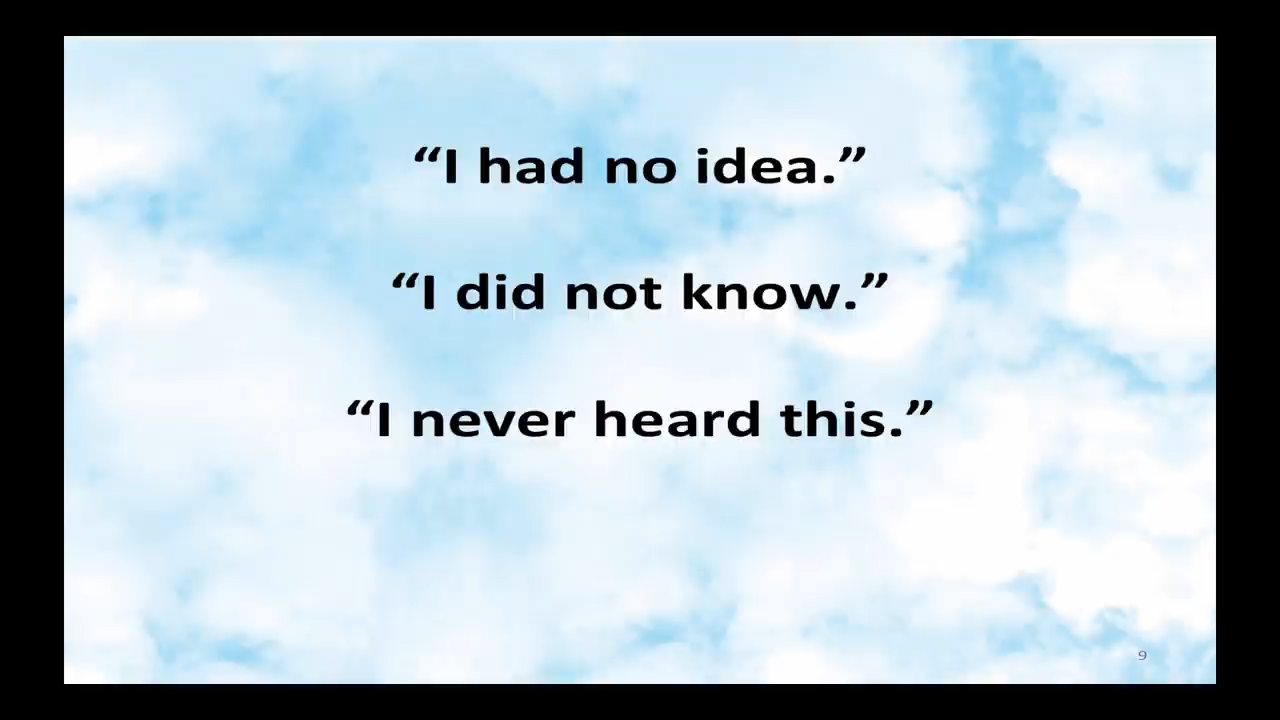 “I had no idea.”
“I did not know.”
“I never heard this.”
9